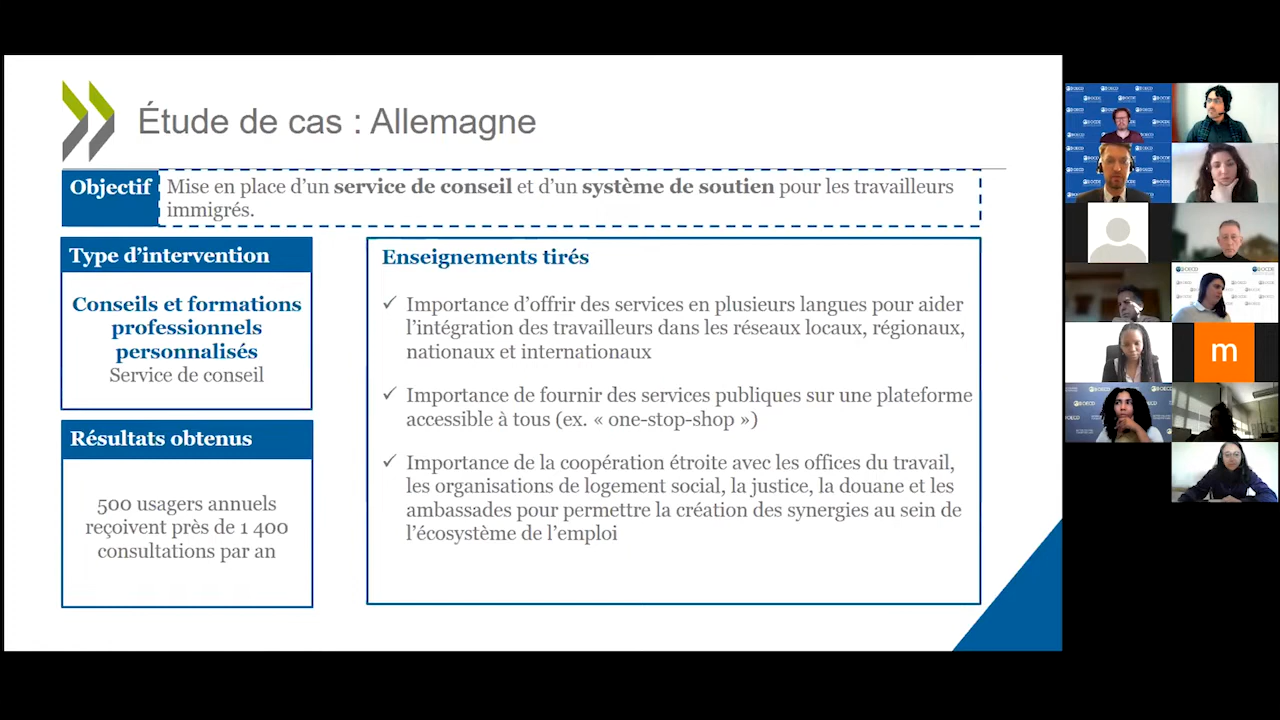 Étude de cas : Allemagne
Objectif
Mise en place d’un service de conseil et d’un système de soutien pour les travailleurs
immigrés.
Type d’intervention
Conseils et formations
professionnels
personnalisés
Service de conseil
Résultats obtenus
500 usagers annuels
reçoivent près de 1 400
consultations par an
Enseignements tirés
✓ Importance d’offrir des services en plusieurs langues pour aider
l’intégration des travailleurs dans les réseaux locaux, régionaux,
nationaux et internationaux
✓ Importance de fournir des services publiques sur une plateforme
accessible à tous (ex. « one-stop-shop »)
✓ Importance de la coopération étroite avec les offices du travail,
les organisations de logement social, la justice, la douane et les
ambassades pour permettre la création des synergies au sein de
l’écosystème de l’emploi
m